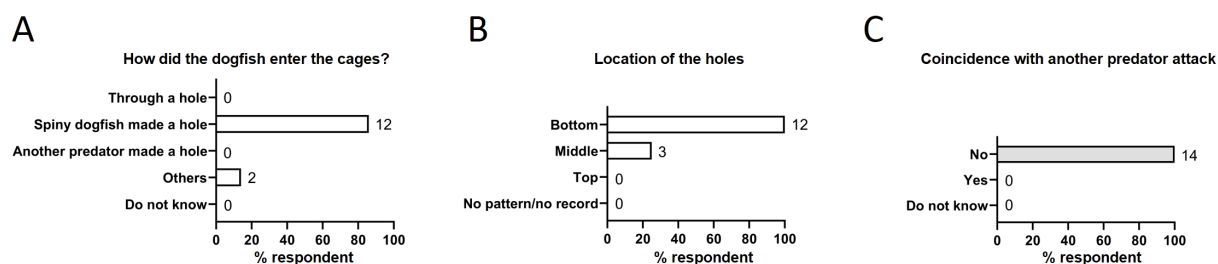 A
How did the dogfish enter the cages?
Through a hole 0
Spiny dogfish made a hole 12
Another predator made a hole 0
Others 2
Do not know 0
0 20 40 60 80 100
% respondent
B
Location of the holes
Bottom 12
Middle 3
Top 0
No pattern/no record 0
0 20 40 60 80 100
% respondent
C
Coincidence with another predator attack
No 14
Yes 0
Do not know 0
0 20 40 60 80 100
% respondent